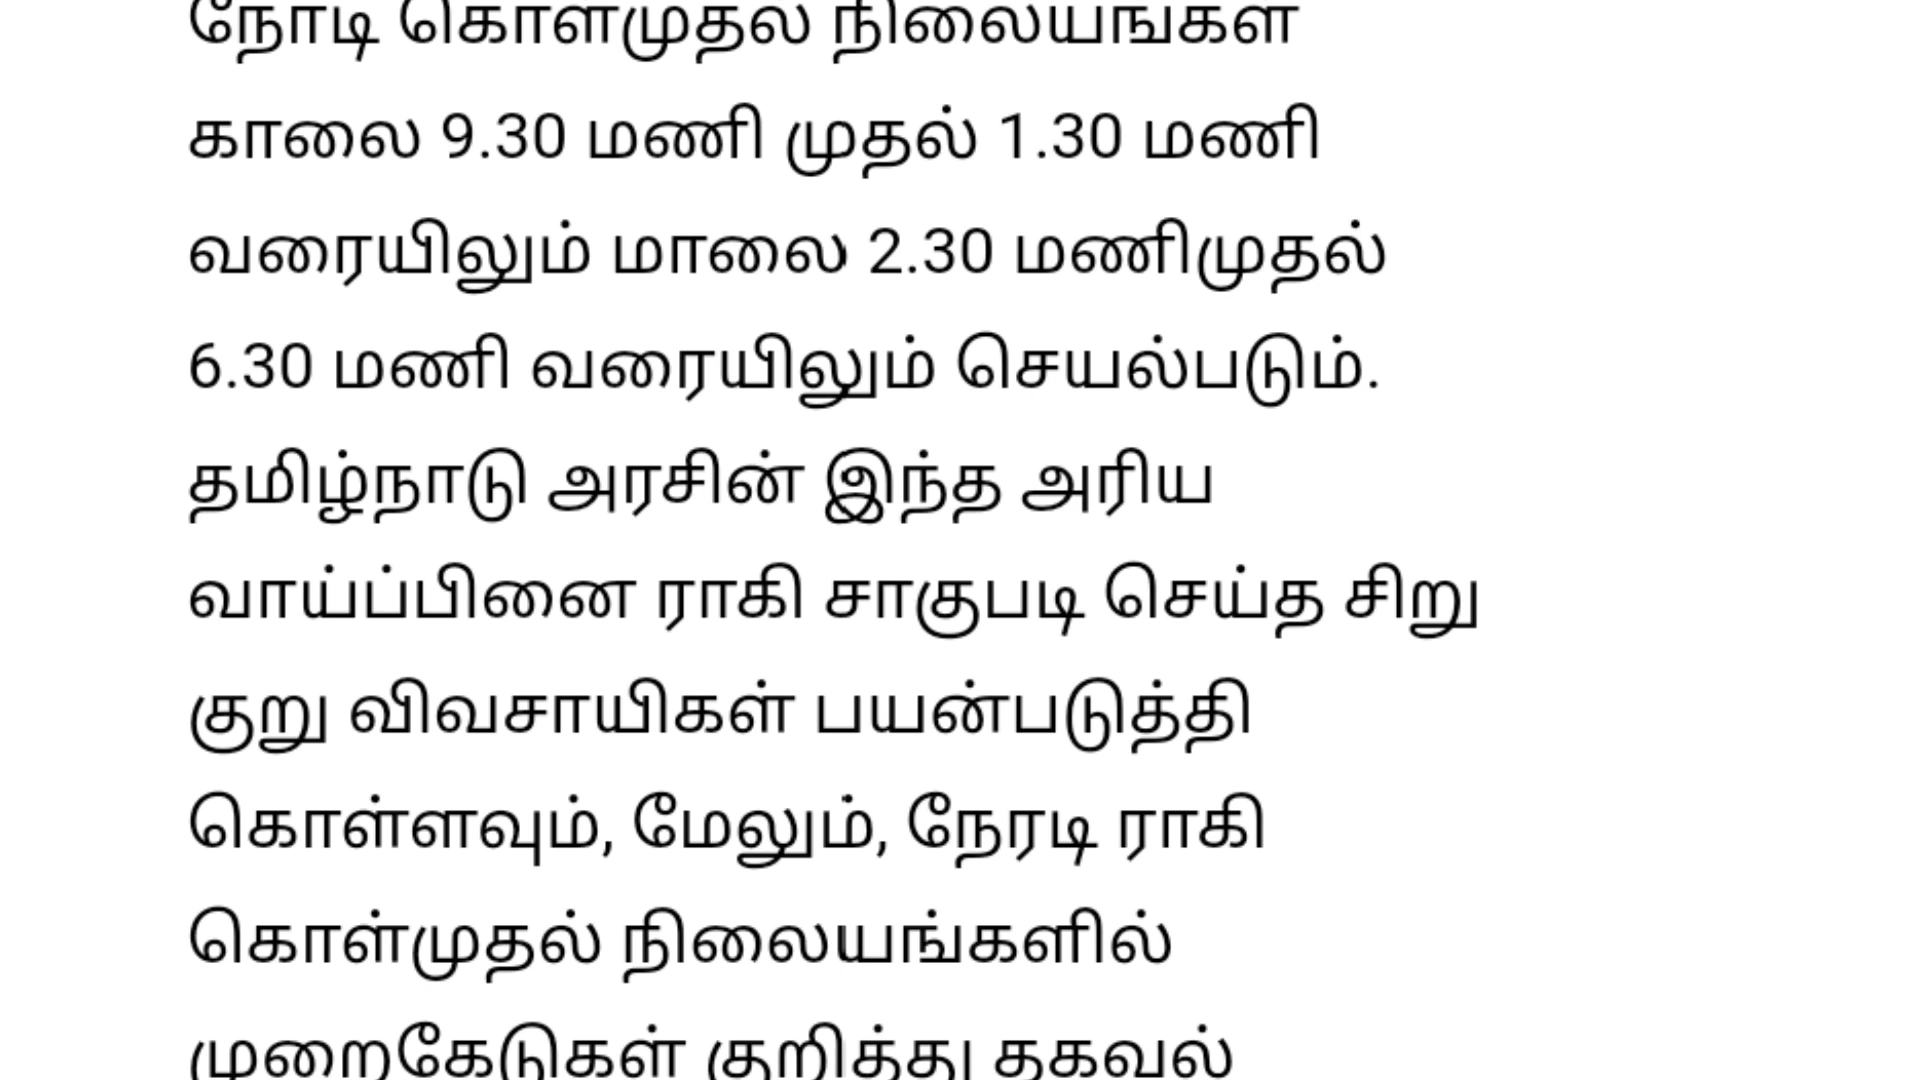 நேரடி கொள்முதல் நிலையங்கள்
காலை 9.30 மணி முதல் 1.30 மணி
வரையிலும் மாலை 2.30 மணிமுதல்
6.30 மணி வரையிலும் செயல்படும்.
தமிழ்நாடு அரசின் இந்த அரிய
வாய்ப்பினை ராகி சாகுபடி செய்த சிறு
குறு விவசாயிகள் பயன்படுத்தி
கொள்ளவும், மேலும், நேரடி ராகி
கொள்முதல் நிலையங்களில்
முறைகேடுகள் குறித்து தகவல்